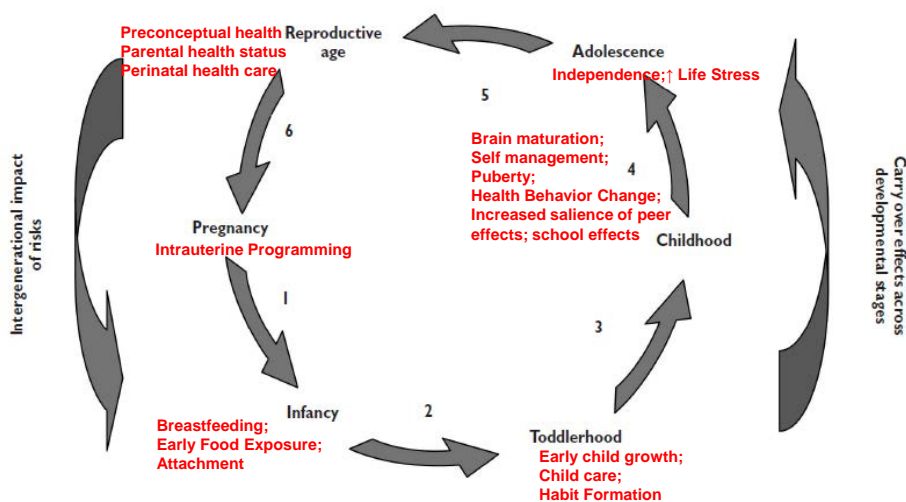 Preconceptual health
Parental health status
Perinatal health care
Reproductive
age
Adolescence
Independence;↑ Life Stress
5
6
Brain maturation;
Self management;
Puberty;
Health Behavior Change;
Increased salience of peer
effects; school effects
4
Childhood
Pregnancy
Intrauterine Programming
Intergenerational impact
of risks
Carry over effects across
developmental stages
1
3
Infancy
2
Breastfeeding;
Early Food Exposure;
Attachment
Toddlerhood
Early child growth;
Child care;
Habit Formation